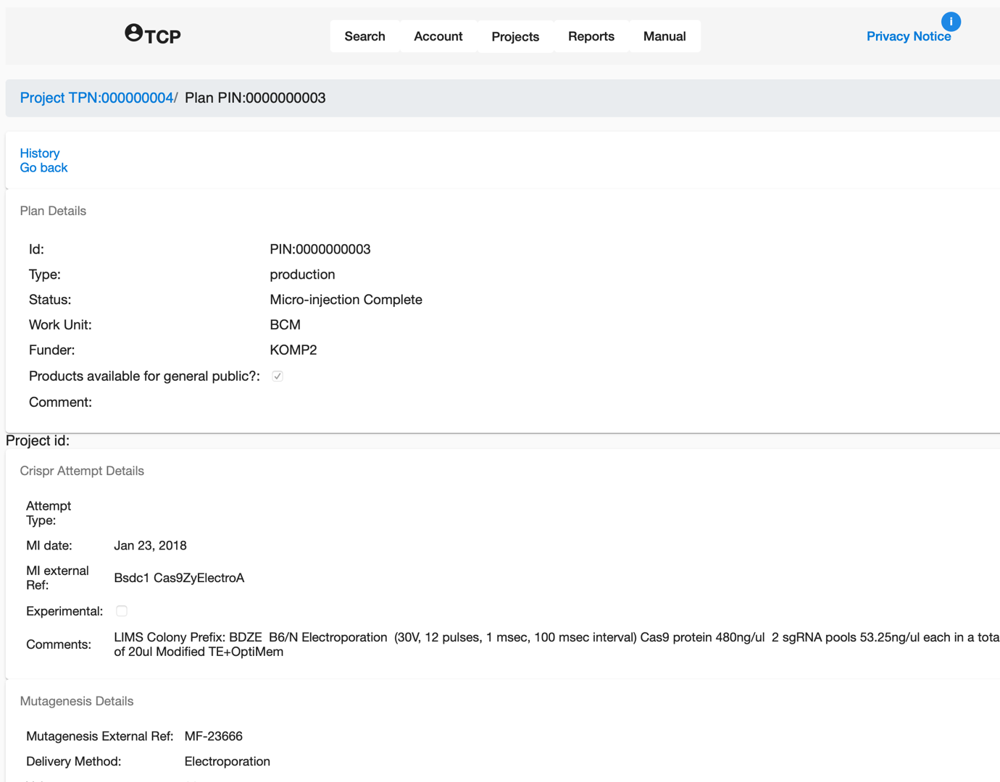 TCP
Search Account Projects Reports Manual
i
Privacy Notice
Project TPN:000000004/ Plan PIN:0000000003
History
Go back
Plan Details
Id: PIN:0000000003
Type: production
Status: Micro-injection Complete
Work Unit: BCM
Funder: KOMP2
Products available for general public?:
Comment:
Project id:
Crispr Attempt Details
Attempt
Type:
MI date: Jan 23, 2018
MI external
Ref:
Bsdc1 Cas9ZyElectroA
Experimental:
Comments:
LIMS Colony Prefix: BDZE  B6/N Electroporation  (30V, 12 pulses, 1 msec, 100 msec interval) Cas9 protein 480ng/ul  2 sgRNA pools 53.25ng/ul each in a tota
of 20ul Modified TE+OptiMem
Mutagenesis Details
Mutagenesis External Ref: MF-23666
Delivery Method: Electroporation